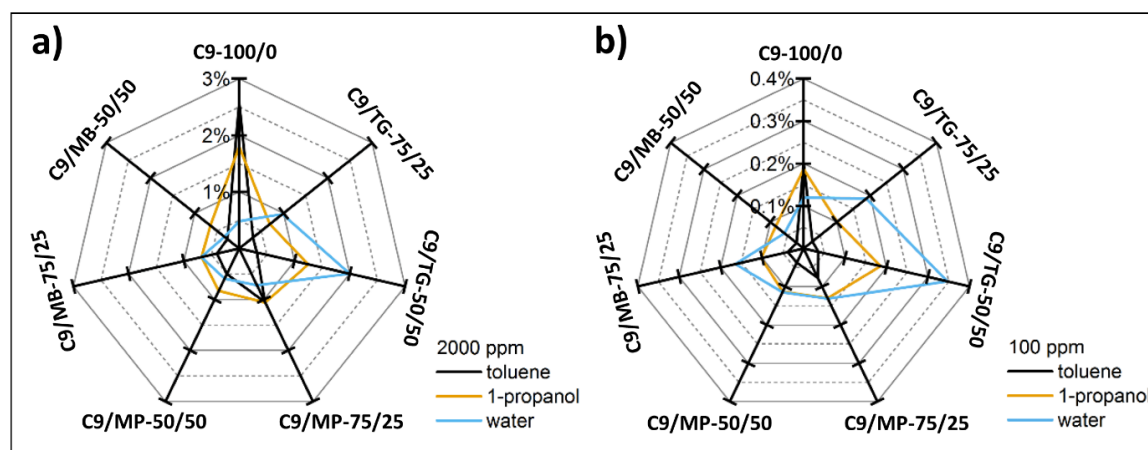 a)
C9-100/0
3%
2%
1%
C9/TG-75/25
C9/TG-50/50
C9/MP-75/25
C9/MP-50/50
C9/MB-75/25
C9/MB-50/50
2000 ppm
toluene
1-propanol
water
b)
C9-100/0
0.4%
0.3%
0.2%
0.1%
C9/TG-75/25
C9/TG-50/50
C9/MP-75/25
C9/MP-50/50
C9/MB-75/25
C9/MB-50/50
100 ppm
toluene
1-propanol
water